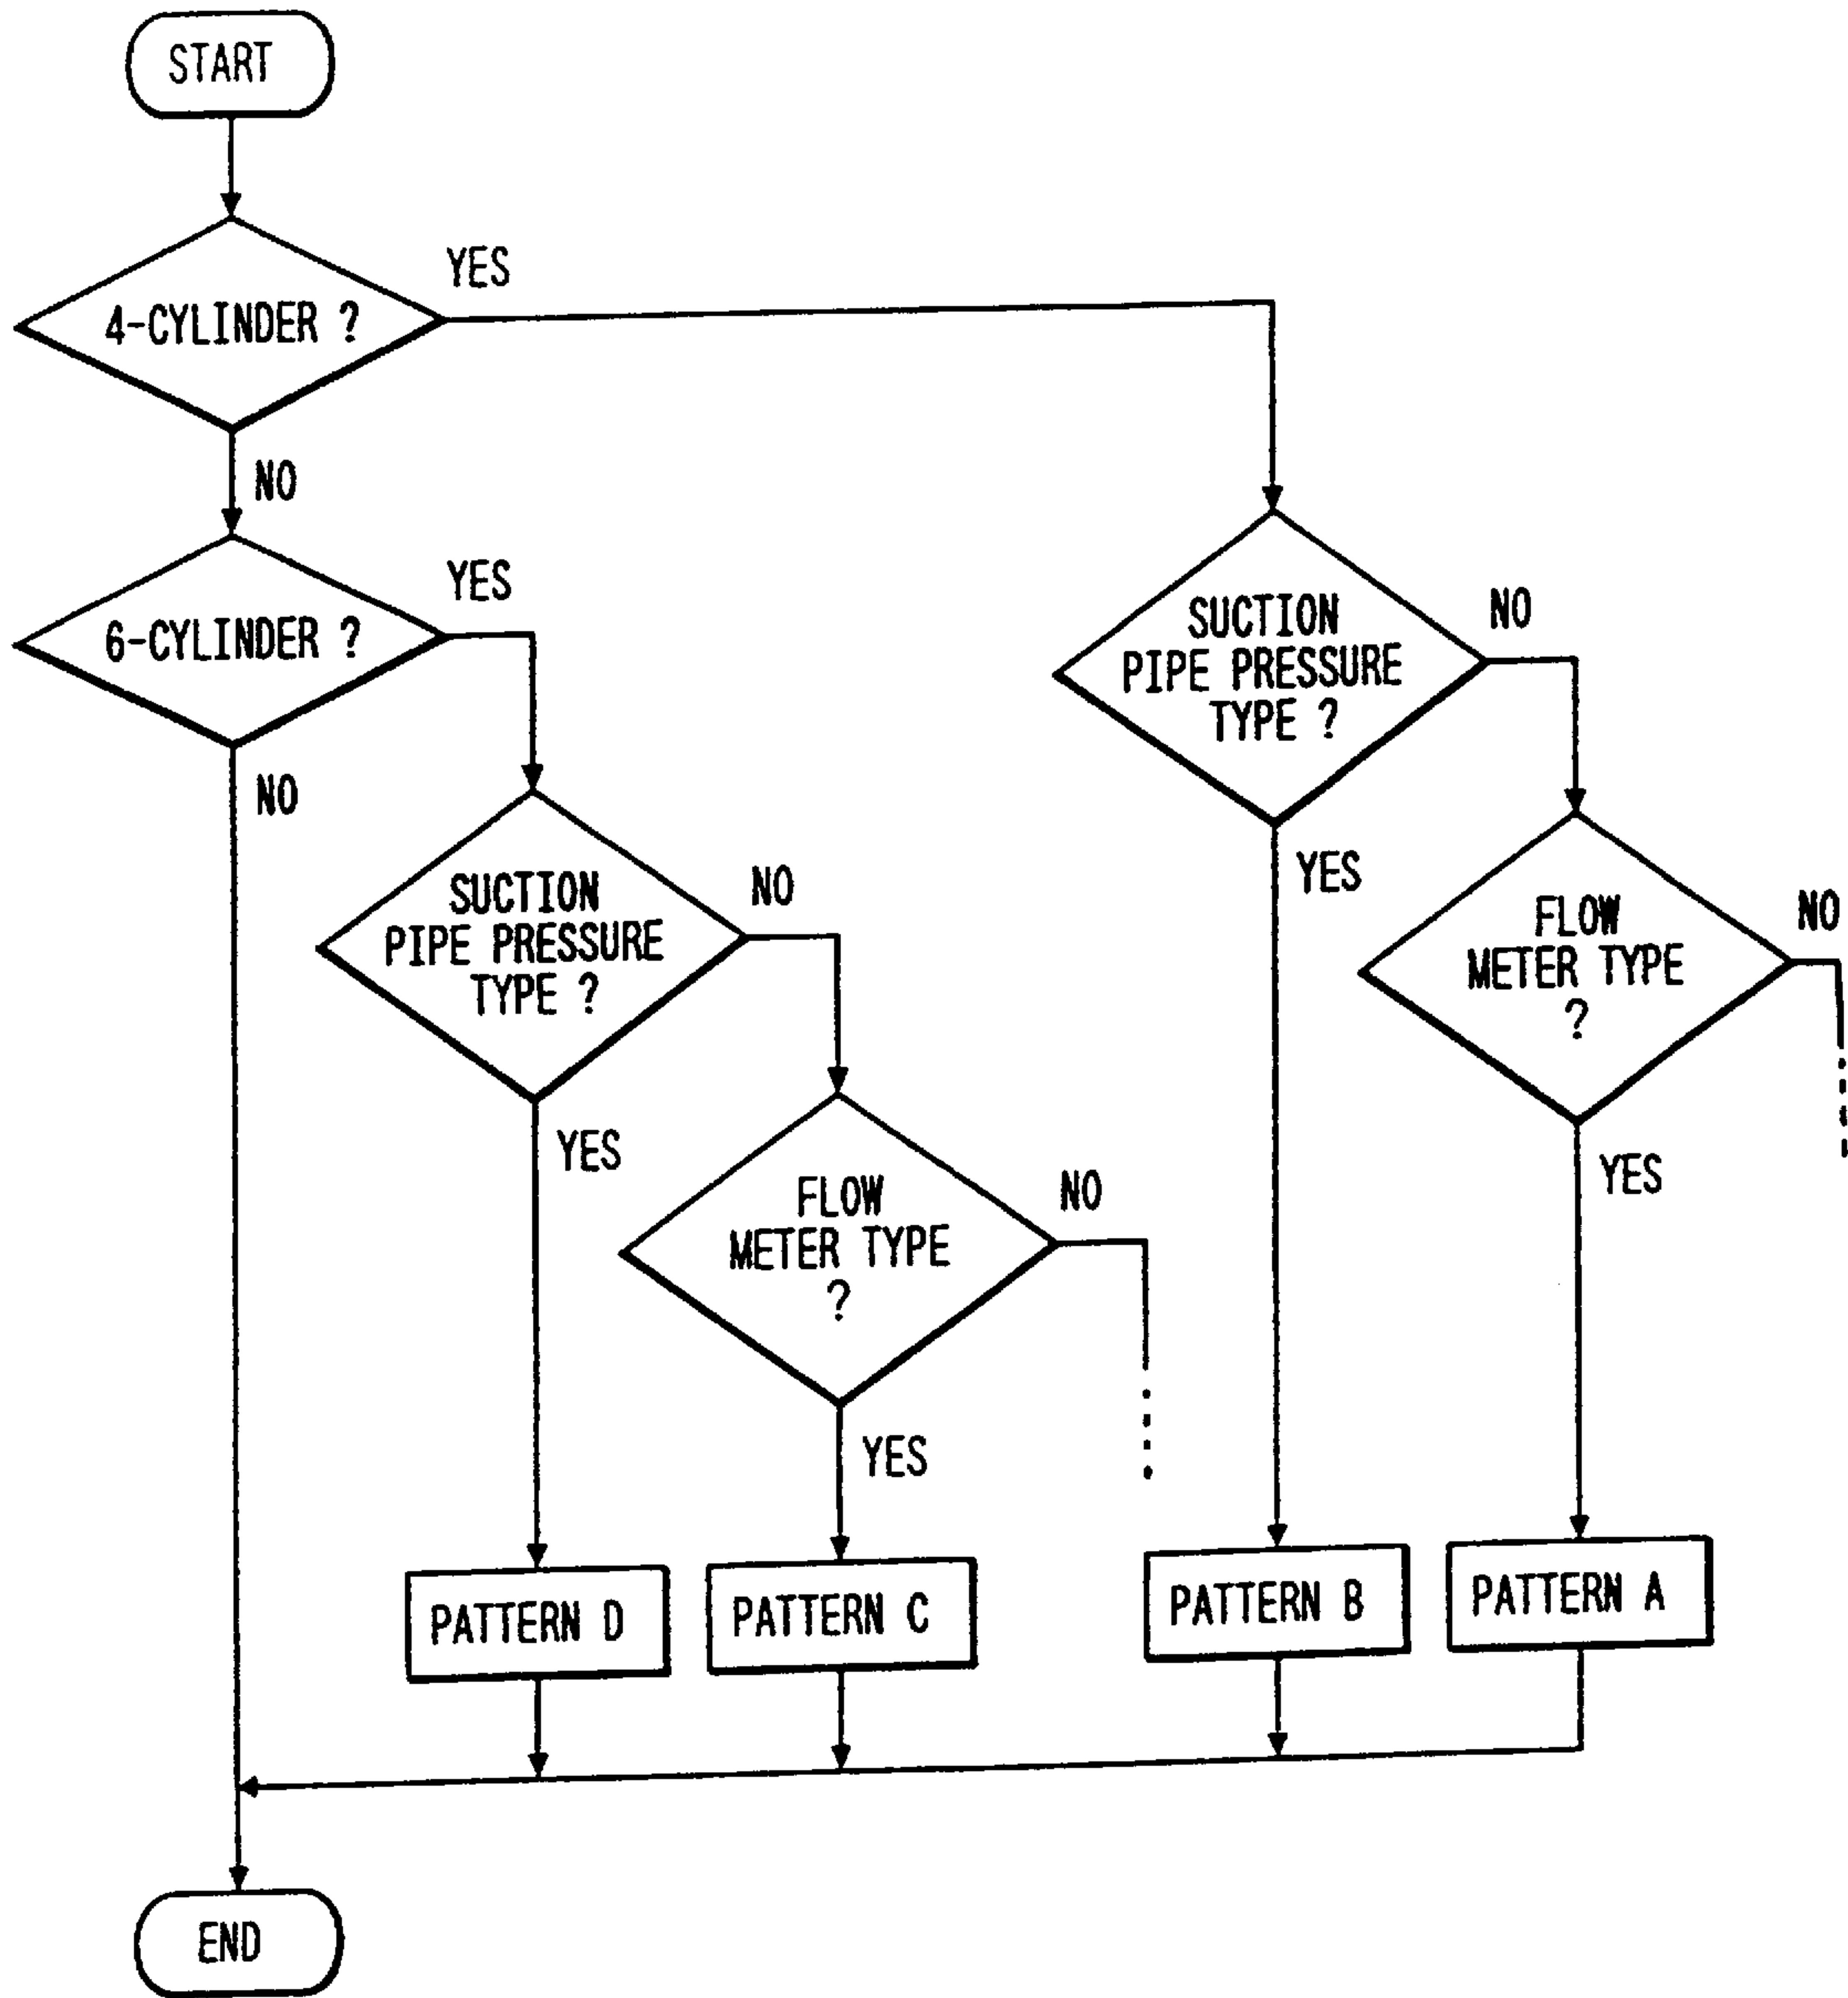 START
4-CYLINDER ?
YES
NO
6-CYLINDER ?
YES
NO
SUCTION
PIPE PRESSURE
TYPE ?
NO
YES
FLOW
METER TYPE
?
NO
YES
SUCTION
PIPE PRESSURE
TYPE ?
NO
YES
FLOW
METER TYPE
?
NO
YES
PATTERN D
PATTERN C
PATTERN B
PATTERN A
END